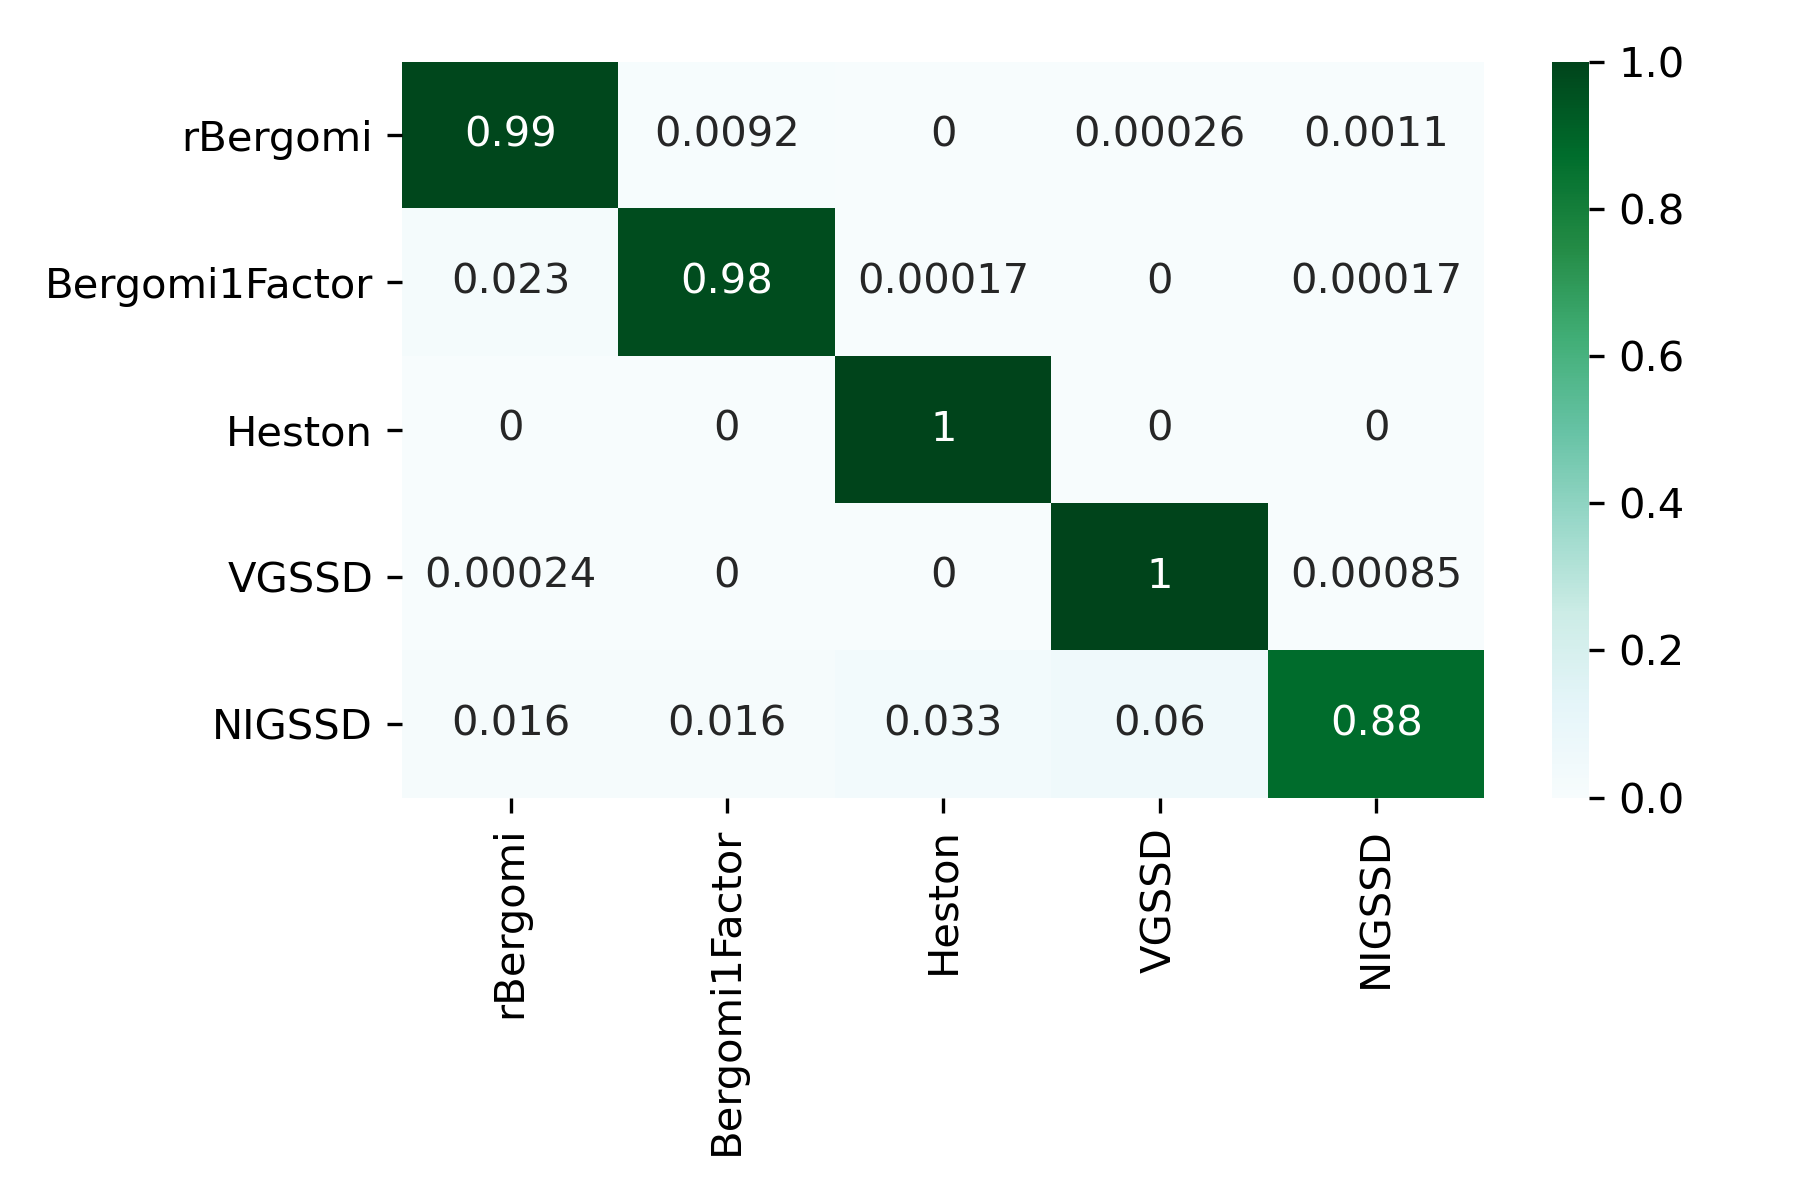 rBergomi 0.99 0.0092 0 0.00026 0.0011
Bergomi1Factor 0.023 0.98 0.00017 0 0.00017
Heston 0 0 1 0 0
VGSSD 0.00024 0 0 1 0.00085
NIGSSD 0.016 0.016 0.033 0.06 0.88
rBergomi
Bergomi1Factor
Heston
VGSSD
NIGSSD
1.0
0.8
0.6
0.4
0.2
0.0